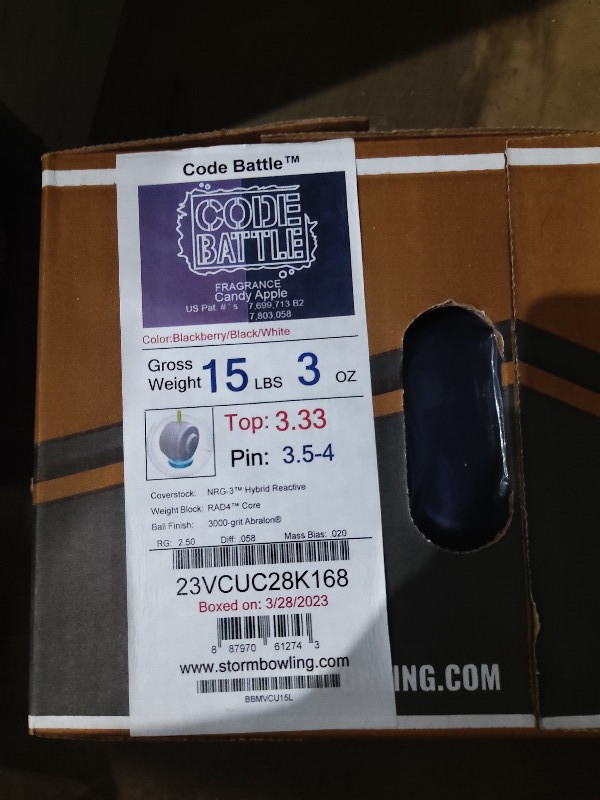 Code Battle™
CODE
BATTLE
FRAGRANCE
Candy Apple
US Pat. #'s 7,699,713 B2
7,803,058
Color:Blackberry/Black/White
Gross
Weight 15 LBS 3 OZ
Top: 3.33
Pin: 3.5-4
Coverstock: NRG-3™ Hybrid Reactive
Weight Block: RAD4™ Core
Ball Finish: 3000-grit Abralon®
RG: 2.50 Diff: .058 Mass Bias: .020
23VCUC28K168
Boxed on: 3/28/2023
8 87970 61274 3
www.stormbowling.com
BBMVCU15L
ING.COM